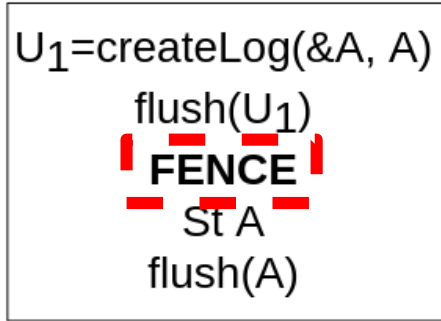 U1=createLog(&A, A)
flush(U1)
FENCE
St A
flush(A)